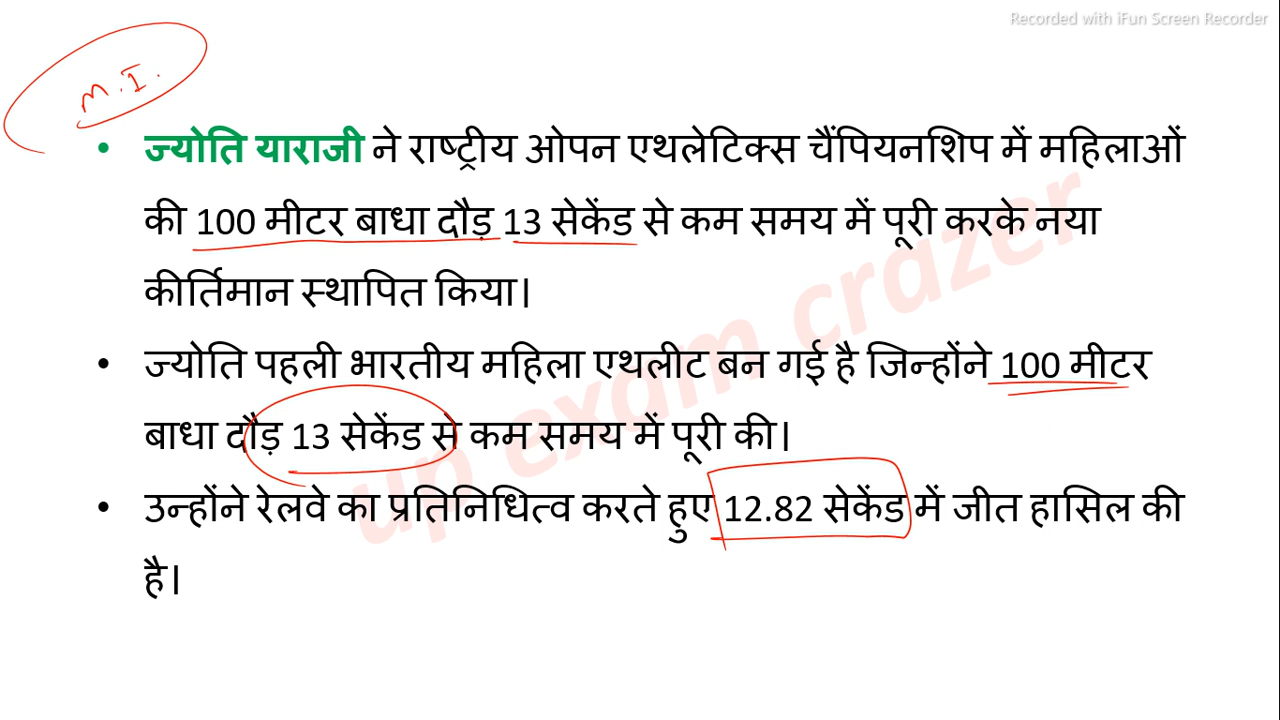 Recorded with iFun Screen Recorder
M.I.
• ज्योति याराजी ने राष्ट्रीय ओपन एथलेटिक्स चैंपियनशिप में महिलाओं
की 100 मीटर बाधा दौड़ 13 सेकेंड से कम समय में पूरी करके नया
कीर्तिमान स्थापित किया।
• ज्योति पहली भारतीय महिला एथलीट बन गई है जिन्होंने 100 मीटर
बाधा दौड़ 13 सेकेंड से कम समय में पूरी की।
• उन्होंने रेलवे का प्रतिनिधित्व करते हुए 12.82 सेकेंड में जीत हासिल की
है।
up exam crazer